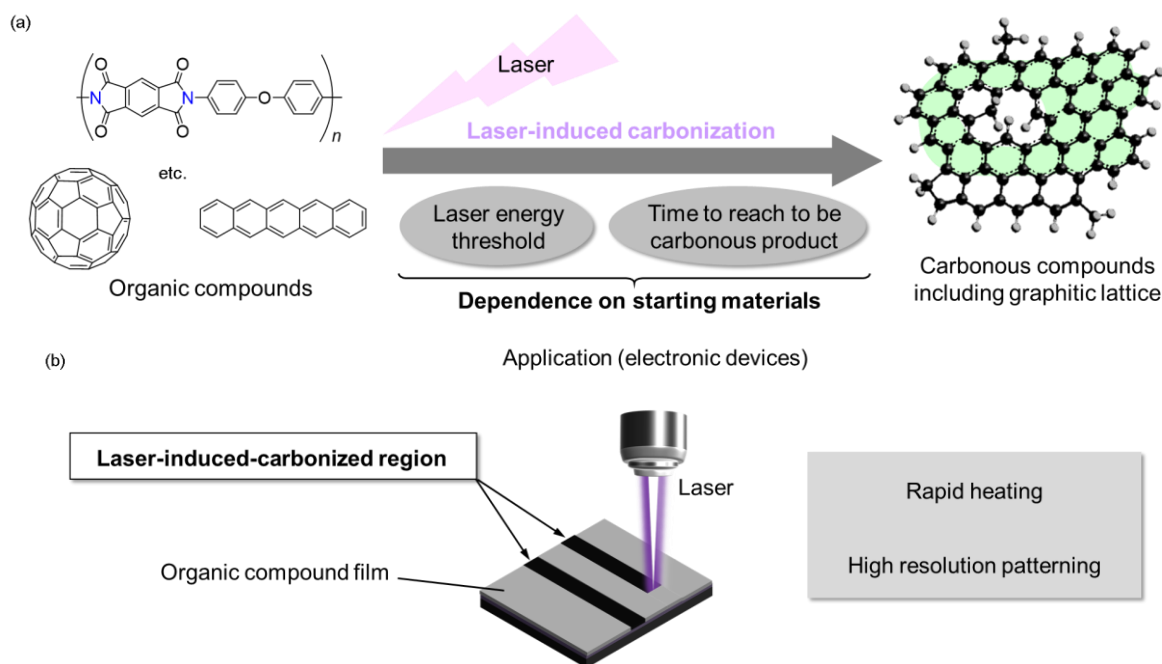 (a)
O
O
N
N
O
O
O
n
etc.
Organic compounds
Laser
Laser-induced carbonization
Laser energy
threshold
Time to reach to be
carbonous product
Dependence on starting materials
Carbonous compounds
including graphitic lattice
Application (electronic devices)
(b)
Laser-induced-carbonized region
Laser
Organic compound film
Rapid heating
High resolution patterning